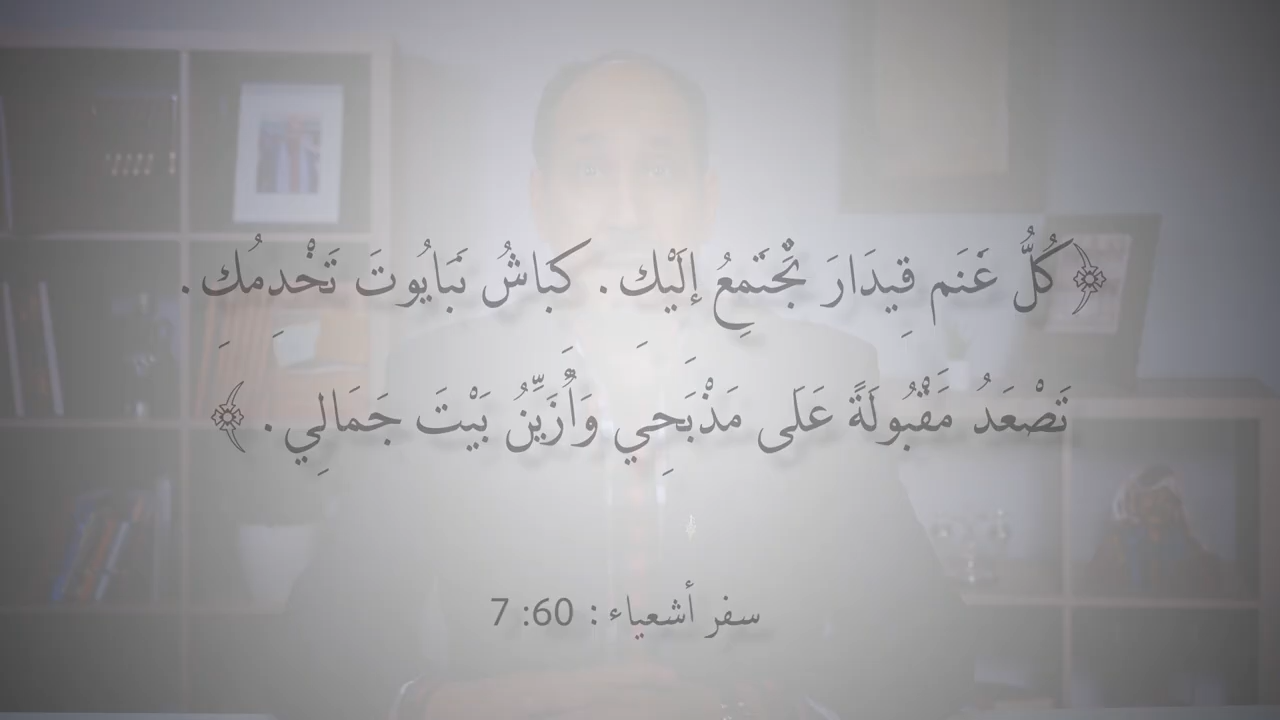 ﴿كُلُّ غَنَمِ قِيدَارَ تَجْتَمِعُ إِلَيْكِ. كِبَاشُ نَبَايُوتَ تَخْدِمُكِ.
تَصْعَدُ مَقْبُولَةً عَلَى مَذْبَحِي وَأُزَيِّنُ بَيْتَ جَمَالِي.﴾
سفر أشعياء : 60: 7